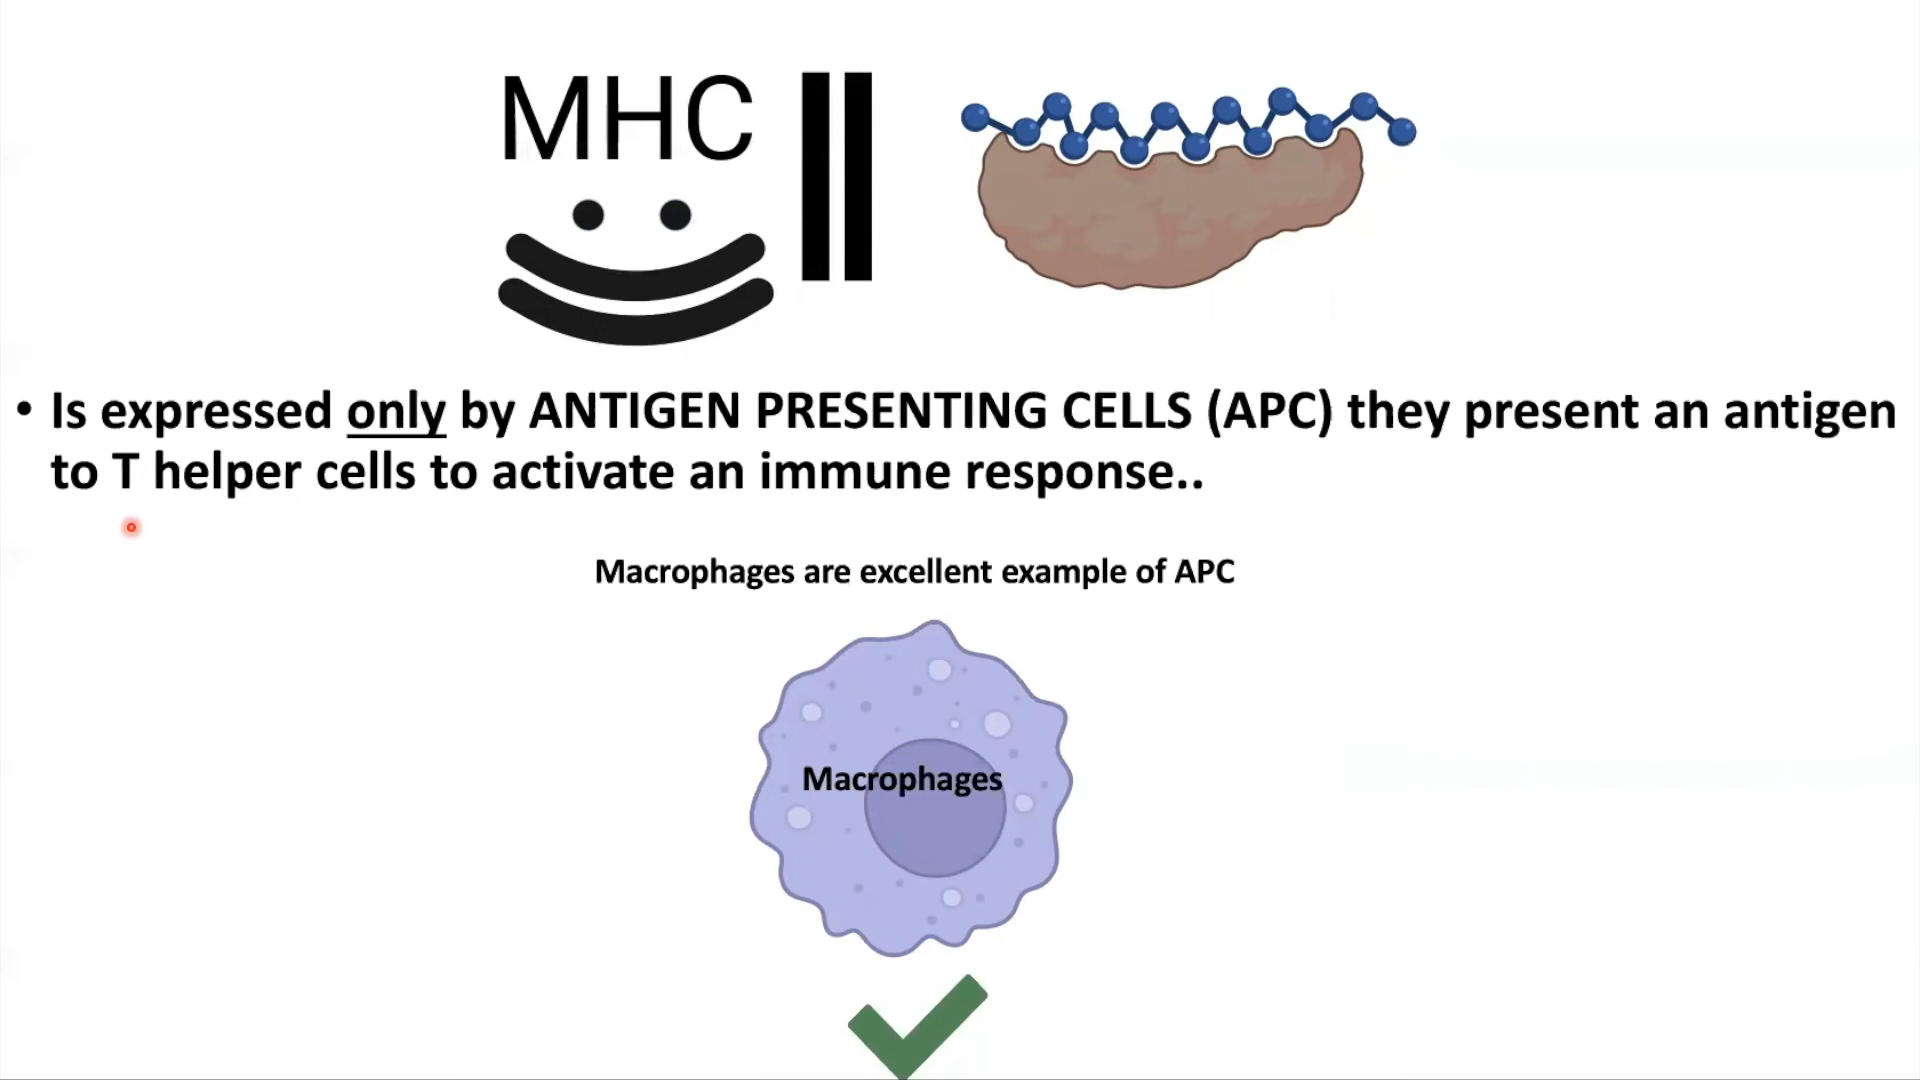 MHC II
• Is expressed only by ANTIGEN PRESENTING CELLS (APC) they present an antigen
to T helper cells to activate an immune response..
Macrophages are excellent example of APC
Macrophages